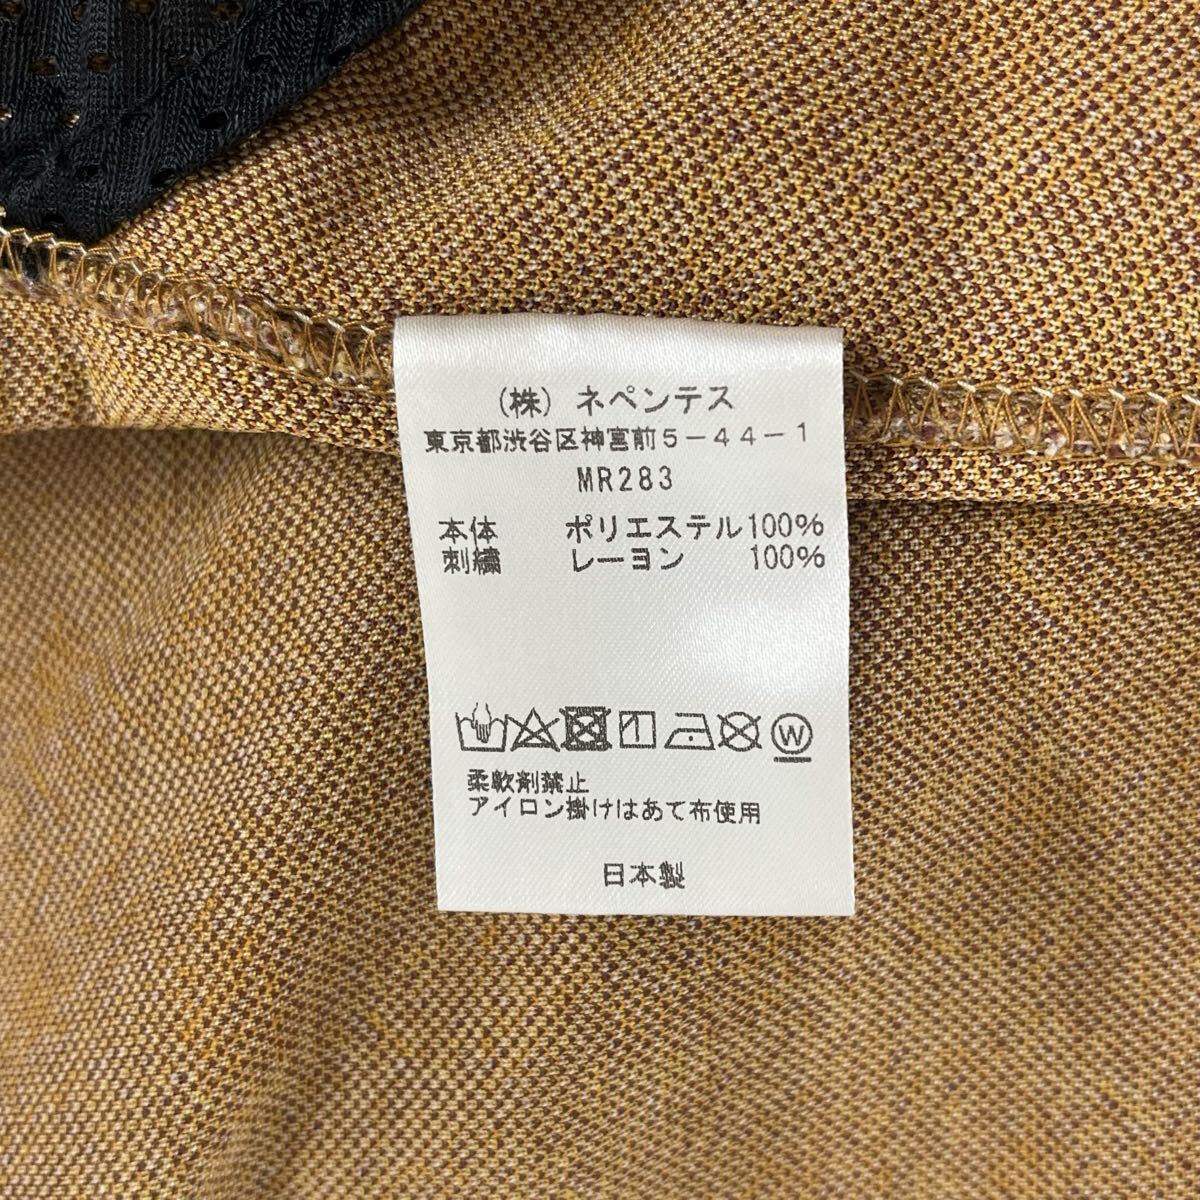 (株) ネペンテス
東京都渋谷区神宮前5-44-1
MR283
本体 ポリエステル100%
刺繍 レーヨン 100%
W
柔軟剤禁止
アイロン掛けはあて布使用
日本製